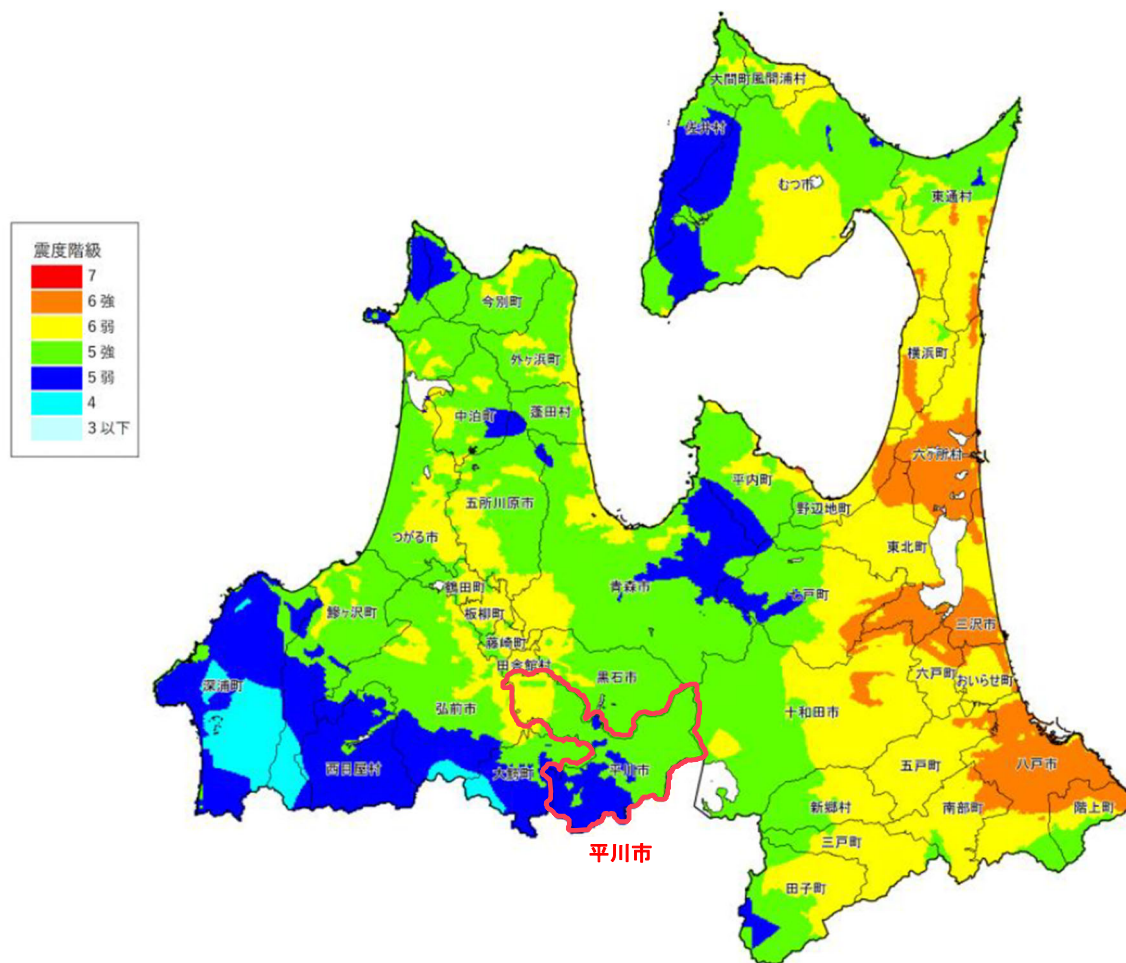 震度階級
7
6強
6弱
5強
5弱
4
3以下
大間町
風間浦村
佐井村
むつ市
東通村
今別町
外ヶ浜町
中泊町
蓬田村
横浜町
六ケ所村
平内町
野辺地町
五所川原市
つがる市
東北町
青森市
七戸町
鶴田町
鰺ヶ沢町
板柳町
三沢市
藤崎町
田舎館村
黒石市
六戸町
おいらせ町
深浦町
弘前市
十和田市
西目屋村
大鰐町
平川市
五戸町
八戸市
新郷村
南部町
階上町
三戸町
平川市
田子町